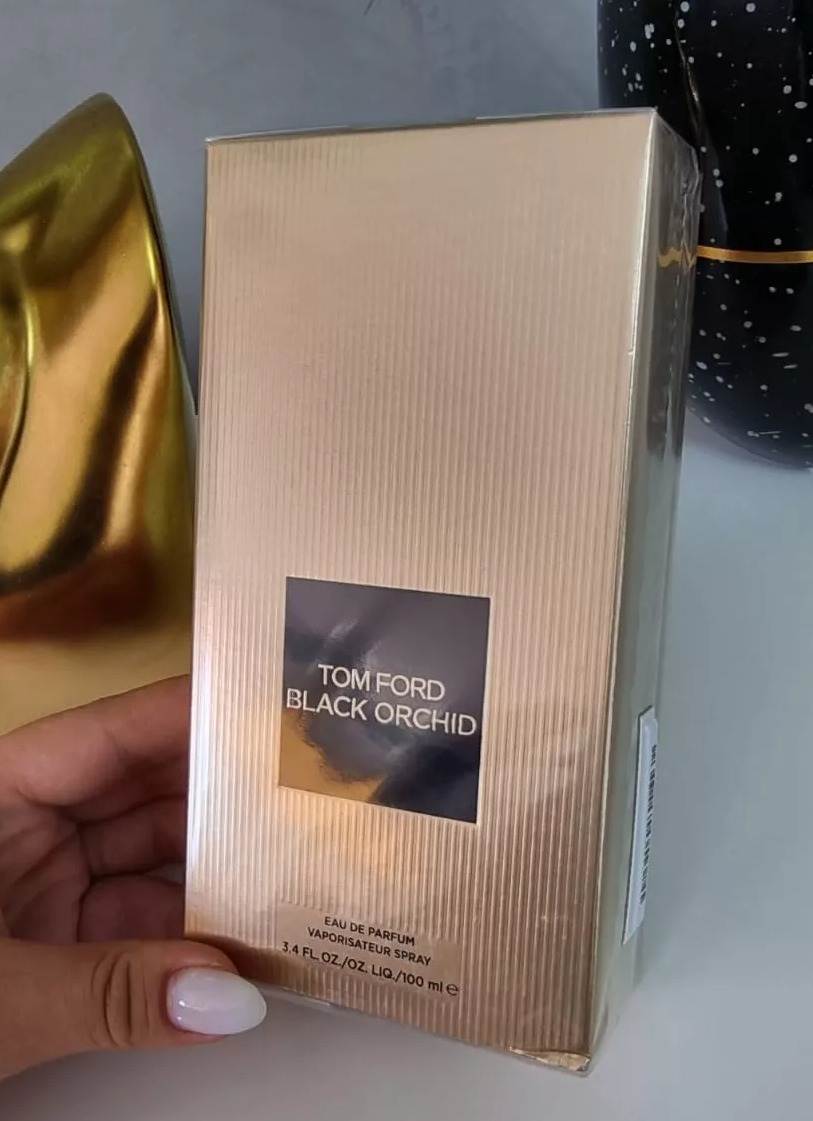 TOM FORD
BLACK ORCHID
EAU DE PARFUM
VAPORISATEUR SPRAY
3.4 FL.OZ./OZ. LIQ./100 ml ℮